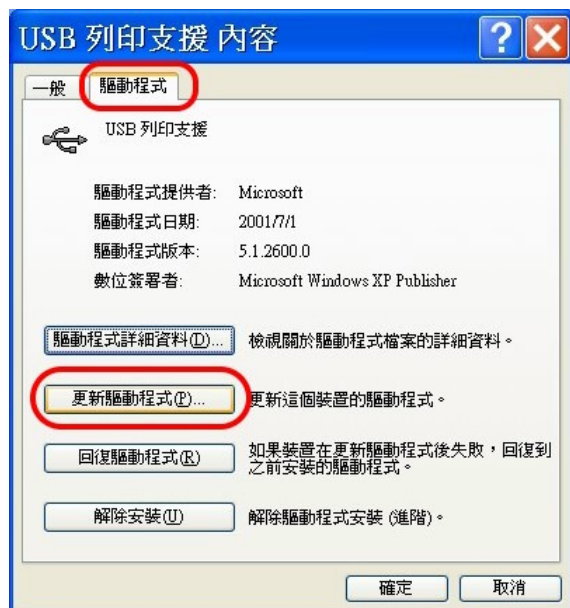 USB 列印支援 內容
一般
驅動程式
USB 列印支援
驅動程式提供者: Microsoft
驅動程式日期: 2001/7/1
驅動程式版本: 5.1.2600.0
數位簽署者: Microsoft Windows XP Publisher
驅動程式詳細資料(D)... 檢視關於驅動程式檔案的詳細資料。
更新驅動程式(P)... 更新這個裝置的驅動程式。
回復驅動程式(R) 如果裝置在更新驅動程式後失敗，回復到
之前安裝的驅動程式。
解除安裝(U) 解除驅動程式安裝 (進階)。
確定 取消